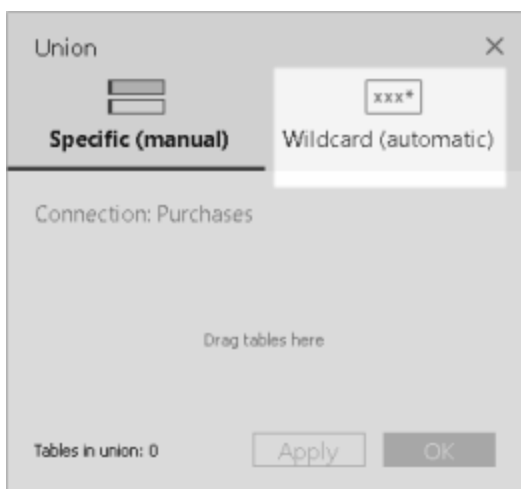 Union
xxx*
Specific (manual)
Wildcard (automatic)
Connection: Purchases
Drag tables here
Tables in union: 0
Apply
OK